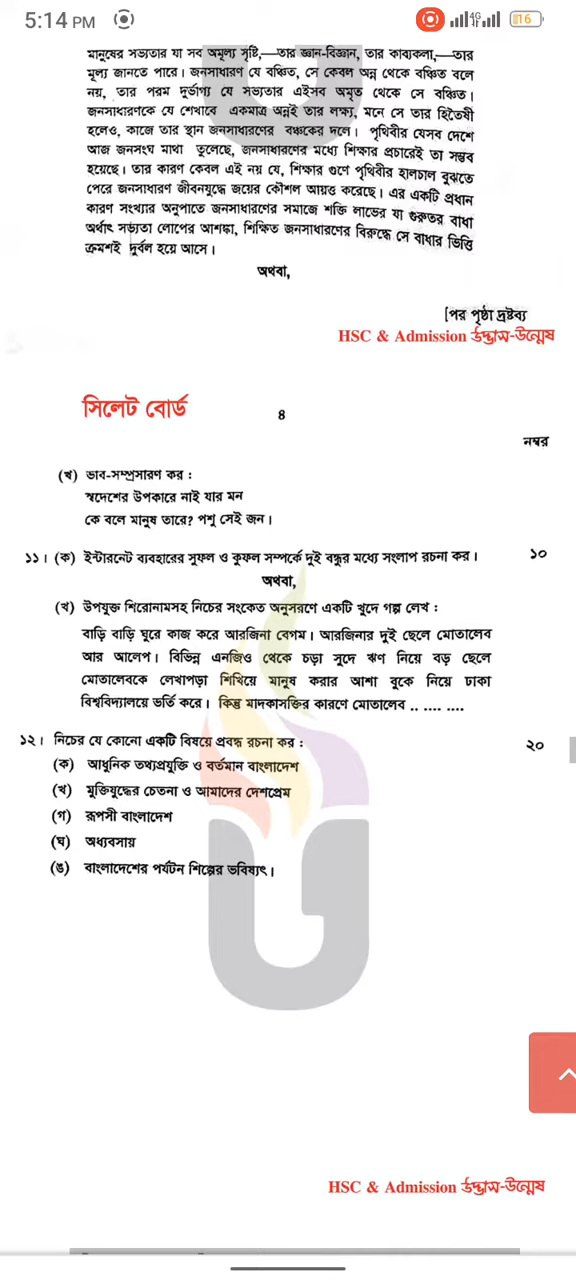 5:14 PM
4G
16
মানুষের সভ্যতার যা সব অমূল্য সৃষ্টি,—তার জ্ঞান-বিজ্ঞান, তার কাব্যকলা,—তার
মূল্য জানতে পারে। জনসাধারণ যে বঞ্চিত, সে কেবল অন্ন থেকে বঞ্চিত বলে
নয়, তার পরম দুর্ভাগ্য যে সভ্যতার এইসব অমৃত থেকে সে বঞ্চিত।
জনসাধারণকে যে শেখাবে একমাত্র অন্নই তার লক্ষ্য, মনে সে তার হিতৈষী
হলেও, কাজে তার স্থান জনসাধারণের বঞ্চকের দলে। পৃথিবীর যেসব দেশে
আজ জনসংঘ মাথা তুলেছে, জনসাধারণের মধ্যে শিক্ষার প্রচারেই তা সম্ভব
হয়েছে। তার কারণ কেবল এই নয় যে, শিক্ষার গুণে পৃথিবীর হালচাল বুঝতে
পেরে জনসাধারণ জীবনযুদ্ধে জয়ের কৌশল আয়ত্ত করেছে। এর একটি প্রধান
কারণ সংখ্যার অনুপাতে জনসাধারণের সমাজে শক্তি লাভের যা গুরুতর বাধা
অর্থাৎ সভ্যতা লোপের আশঙ্কা, শিক্ষিত জনসাধারণের বিরুদ্ধে সে বাধার ভিত্তি
ক্রমশই দুর্বল হয়ে আসে।
অথবা,
[পর পৃষ্ঠা দ্রষ্টব্য
HSC & Admission উদ্ভাস-উন্মেষ
সিলেট বোর্ড
৪
নম্বর
(খ) ভাব-সম্প্রসারণ কর :
স্বদেশের উপকারে নাই যার মন
কে বলে মানুষ তারে? পশু সেই জন।
১১। (ক) ইন্টারনেট ব্যবহারের সুফল ও কুফল সম্পর্কে দুই বন্ধুর মধ্যে সংলাপ রচনা কর। ১০
অথবা,
(খ) উপযুক্ত শিরোনামসহ নিচের সংকেত অনুসরণে একটি খুদে গল্প লেখ :
বাড়ি বাড়ি ঘুরে কাজ করে আরজিনা বেগম। আরজিনার দুই ছেলে মোতালেব
আর আলেপ। বিভিন্ন এনজিও থেকে চড়া সুদে ঋণ নিয়ে বড় ছেলে
মোতালেবকে লেখাপড়া শিখিয়ে মানুষ করার আশা বুকে নিয়ে ঢাকা
বিশ্ববিদ্যালয়ে ভর্তি করে। কিন্তু মাদকাসক্তির কারণে মোতালেব .. .... ....
১২। নিচের যে কোনো একটি বিষয়ে প্রবন্ধ রচনা কর : ২০
(ক) আধুনিক তথ্যপ্রযুক্তি ও বর্তমান বাংলাদেশ
(খ) মুক্তিযুদ্ধের চেতনা ও আমাদের দেশপ্রেম
(গ) রূপসী বাংলাদেশ
(ঘ) অধ্যবসায়
(ঙ) বাংলাদেশের পর্যটন শিল্পের ভবিষ্যৎ।
HSC & Admission উদ্ভাস-উন্মেষ